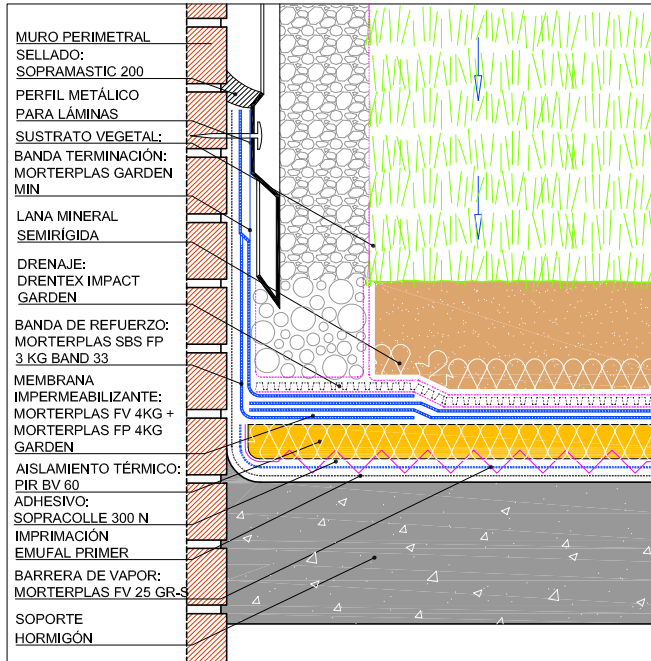 MURO PERIMETRAL
SELLADO:
SOPRAMASTIC 200
PERFIL METÁLICO
PARA LÁMINAS
SUSTRATO VEGETAL:
BANDA TERMINACIÓN:
MORTERPLAS GARDEN
MIN
LANA MINERAL
SEMIRÍGIDA
DRENAJE:
DRENTEX IMPACT
GARDEN
BANDA DE REFUERZO:
MORTERPLAS SBS FP
3 KG BAND 33
MEMBRANA
IMPERMEABILIZANTE:
MORTERPLAS FV 4KG +
MORTERPLAS FP 4KG
GARDEN
AISLAMIENTO TÉRMICO:
PIR BV 60
ADHESIVO:
SOPRACOLLE 300 N
IMPRIMACIÓN
EMUFAL PRIMER
BARRERA DE VAPOR:
MORTERPLAS FV 25 GR-S
SOPORTE
HORMIGÓN